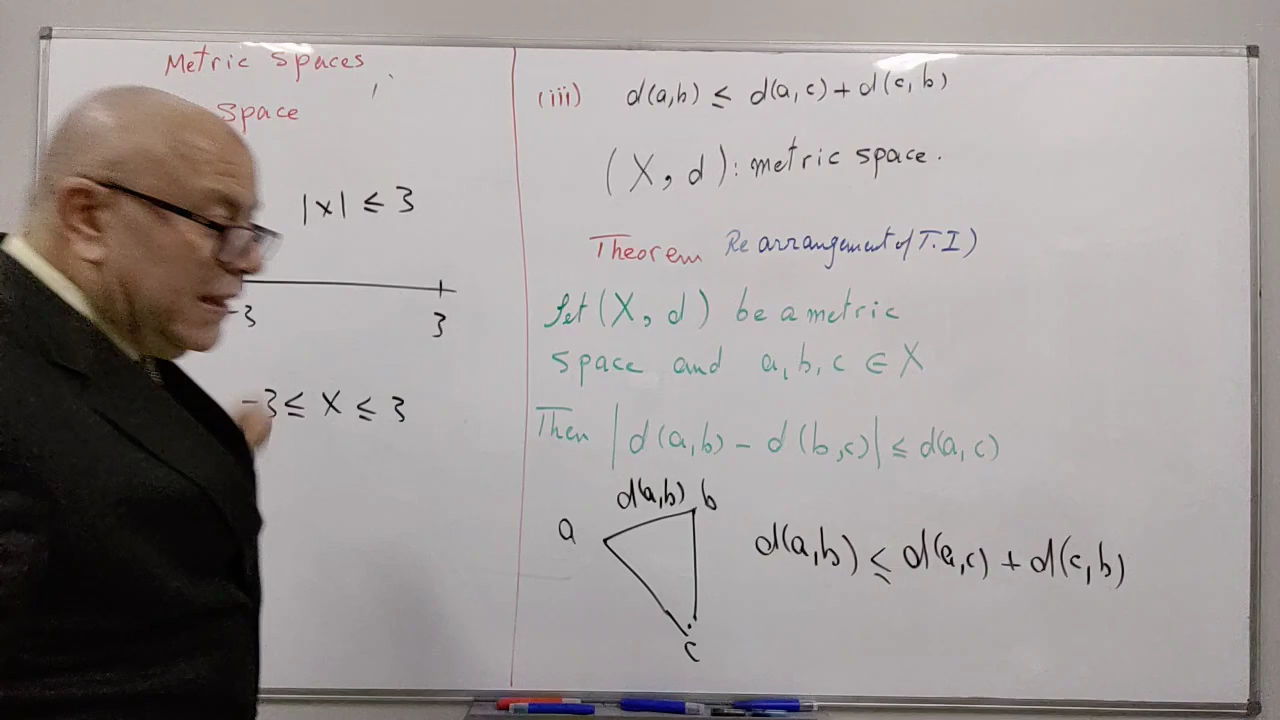 Metric Spaces
Space
|x| ≤ 3
-3 3
-3 ≤ x ≤ 3
(iii) d(a,b) ≤ d(a,c) + d(c,b)
(X, d): metric space.
Theorem Rearrangement of T.I)
Let (X, d) be a metric
space and a, b, c ∈ X
Then |d(a,b) - d(b,c)| ≤ d(a,c)
d(a,b) b
a
c
d(a,b) ≤ d(a,c) + d(c,b)